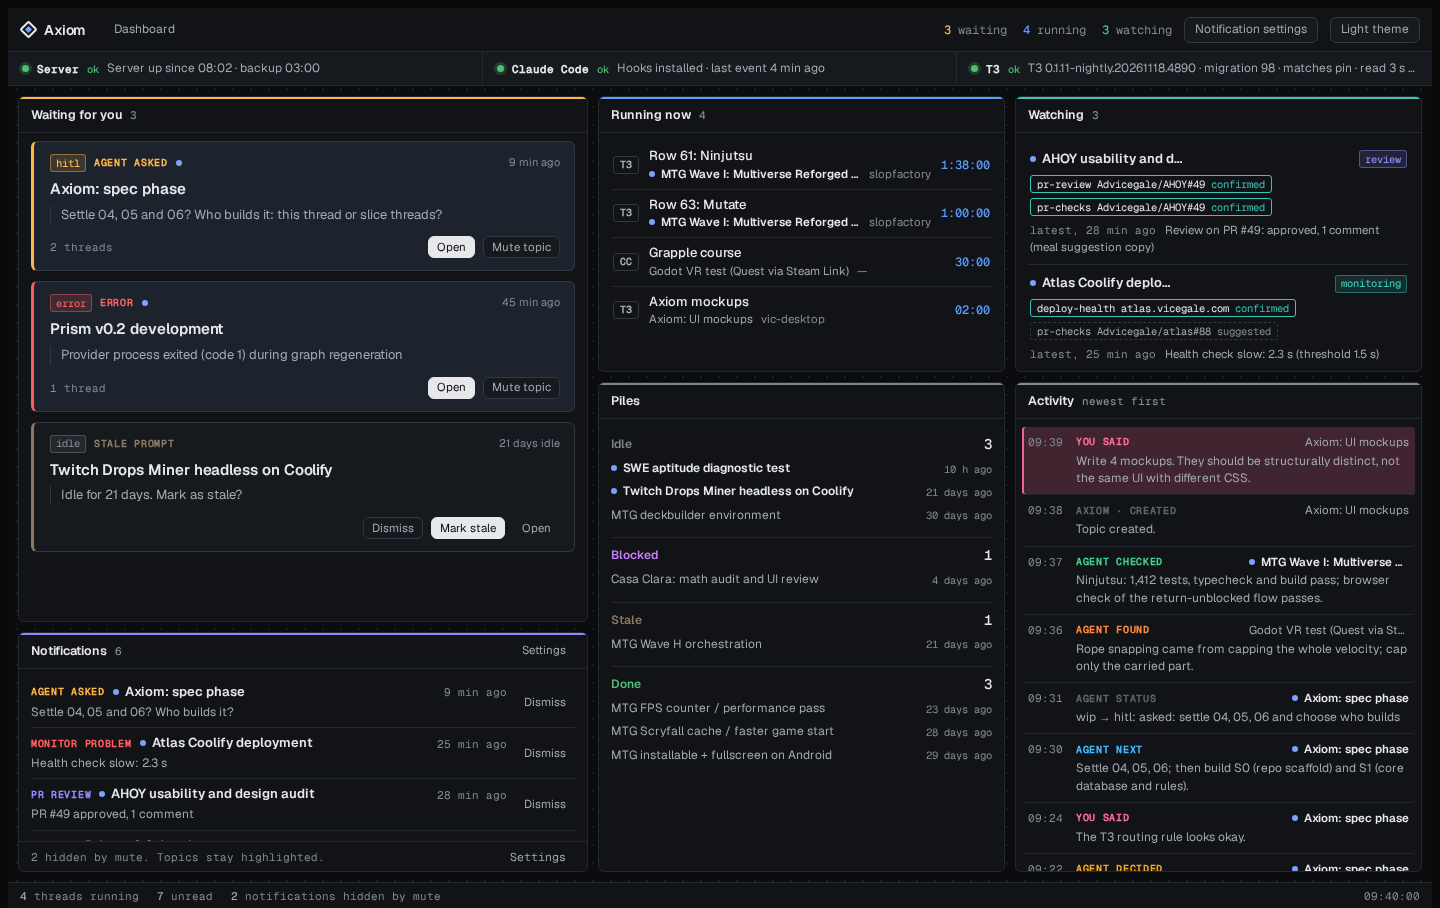 Axiom Dashboard 3 waiting 4 running 3 watching Notification settings Light theme
Server ok Server up since 08:02 · backup 03:00
Claude Code ok Hooks installed · last event 4 min ago
T3 ok T3 0.1.11-nightly.20261118.4890 · migration 98 · matches pin · read 3 s ...
Waiting for you 3
hitl AGENT ASKED 9 min ago
Axiom: spec phase
Settle 04, 05 and 06? Who builds it: this thread or slice threads?
2 threads Open Mute topic
error ERROR 45 min ago
Prism v0.2 development
Provider process exited (code 1) during graph regeneration
1 thread Open Mute topic
idle STALE PROMPT 21 days idle
Twitch Drops Miner headless on Coolify
Idle for 21 days. Mark as stale?
Dismiss Mark stale Open
Notifications 6 Settings
AGENT ASKED Axiom: spec phase 9 min ago
Settle 04, 05 and 06? Who builds it? Dismiss
MONITOR PROBLEM Atlas Coolify deployment 25 min ago
Health check slow: 2.3 s Dismiss
PR REVIEW AHOY usability and design audit 28 min ago
PR #49 approved, 1 comment Dismiss
2 hidden by mute. Topics stay highlighted. Settings
Running now 4
T3 Row 61: Ninjutsu 1:38:00
MTG Wave I: Multiverse Reforged ... slopfactory
T3 Row 63: Mutate 1:00:00
MTG Wave I: Multiverse Reforged ... slopfactory
CC Grapple course 30:00
Godot VR test (Quest via Steam Link) —
T3 Axiom mockups 02:00
Axiom: UI mockups vic-desktop
Piles
Idle 3
SWE aptitude diagnostic test 10 h ago
Twitch Drops Miner headless on Coolify 21 days ago
MTG deckbuilder environment 30 days ago
Blocked 1
Casa Clara: math audit and UI review 4 days ago
Stale 1
MTG Wave H orchestration 21 days ago
Done 3
MTG FPS counter / performance pass 23 days ago
MTG Scryfall cache / faster game start 28 days ago
MTG installable + fullscreen on Android 29 days ago
Watching 3
AHOY usability and d... review
pr-review Advicegale/AHOY#49 confirmed
pr-checks Advicegale/AHOY#49 confirmed
latest, 28 min ago Review on PR #49: approved, 1 comment
(meal suggestion copy)
Atlas Coolify deplo... monitoring
deploy-health atlas.vicegale.com confirmed
pr-checks Advicegale/atlas#88 suggested
latest, 25 min ago Health check slow: 2.3 s (threshold 1.5 s)
Activity newest first
09:39 YOU SAID Axiom: UI mockups
Write 4 mockups. They should be structurally distinct, not
the same UI with different CSS.
09:38 AXIOM · CREATED Axiom: UI mockups
Topic created.
09:37 AGENT CHECKED MTG Wave I: Multiverse ...
Ninjutsu: 1,412 tests, typecheck and build pass; browser
check of the return-unblocked flow passes.
09:36 AGENT FOUND Godot VR test (Quest via St...
Rope snapping came from capping the whole velocity; cap
only the carried part.
09:31 AGENT STATUS Axiom: spec phase
wip → hitl: asked: settle 04, 05, 06 and choose who builds
09:30 AGENT NEXT Axiom: spec phase
Settle 04, 05, 06; then build S0 (repo scaffold) and S1 (core
database and rules).
09:24 YOU SAID Axiom: spec phase
The T3 routing rule looks okay.
09:22 AGENT DECIDED Axiom: spec phase
4 threads running 7 unread 2 notifications hidden by mute 09:40:00